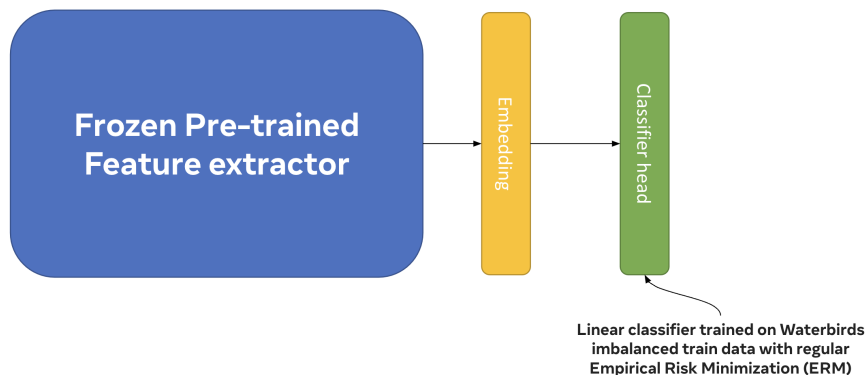 Frozen Pre-trained
Feature extractor
Embedding
Classifier head
Linear classifier trained on Waterbirds
imbalanced train data with regular
Empirical Risk Minimization (ERM)